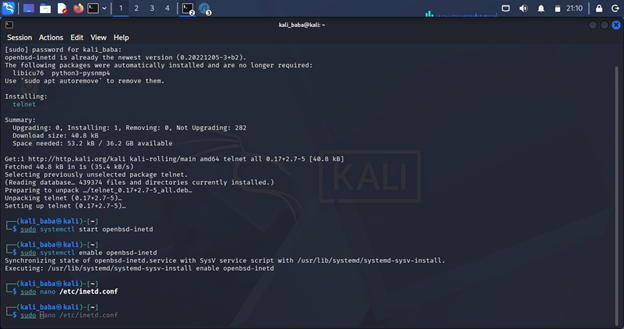 1 2 3 4
2
3
21:10
kali_baba@kali: ~
Session Actions Edit View Help
[sudo] password for kali_baba:
openbsd-inetd is already the newest version (0.20221205-3+b2).
The following packages were automatically installed and are no longer required:
libicu76 python3-pysnmp4
Use 'sudo apt autoremove' to remove them.
Installing:
telnet
Summary:
Upgrading: 0, Installing: 1, Removing: 0, Not Upgrading: 282
Download size: 40.8 kB
Space needed: 53.2 kB / 36.2 GB available
Get:1 http://http.kali.org/kali kali-rolling/main amd64 telnet all 0.17+2.7-5 [40.8 kB]
Fetched 40.8 kB in 1s (35.4 kB/s)
Selecting previously unselected package telnet.
(Reading database… 439374 files and directories currently installed.)
Preparing to unpack …/telnet_0.17+2.7-5_all.deb…
Unpacking telnet (0.17+2.7-5)…
Setting up telnet (0.17+2.7-5)…
KALI
┌──(kali_baba㉿kali)-[~]
└─$ sudo systemctl start openbsd-inetd
┌──(kali_baba㉿kali)-[~]
└─$ sudo systemctl enable openbsd-inetd
Synchronizing state of openbsd-inetd.service with SysV service script with /usr/lib/systemd/systemd-sysv-install.
Executing: /usr/lib/systemd/systemd-sysv-install enable openbsd-inetd
┌──(kali_baba㉿kali)-[~]
└─$ sudo nano /etc/inetd.conf
┌──(kali_baba㉿kali)-[~]
└─$ sudo nano /etc/inetd.conf